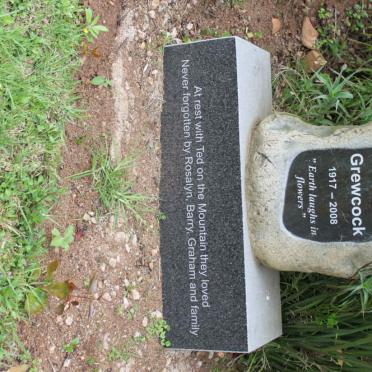 Grewcock
1917 - 2008
" Earth laughs in
flowers "
At rest with Ted on the Mountain they loved
Never forgotten by Rosalyn, Barry, Graham and family